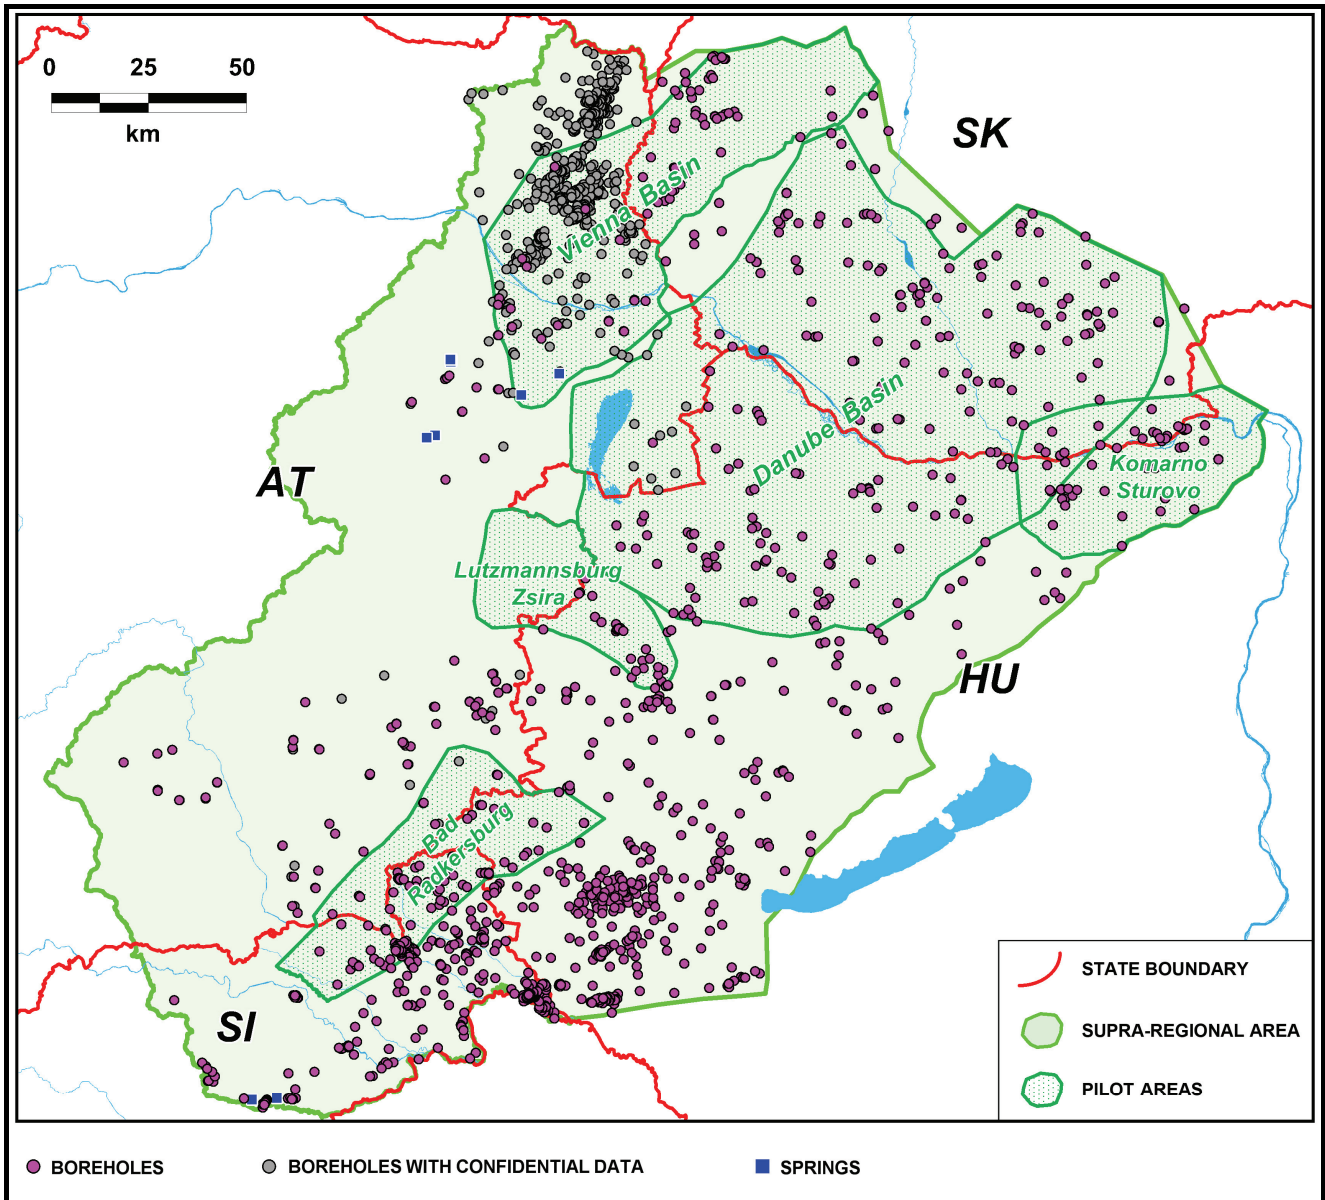 0 25 50
km
SK
Vienna Basin
Danube Basin
AT
Komarno
Sturovo
Lutzmannsburg
Zsira
HU
Bad
Radkersburg
SI
STATE BOUNDARY
SUPRA-REGIONAL AREA
PILOT AREAS
BOREHOLES
BOREHOLES WITH CONFIDENTIAL DATA
SPRINGS